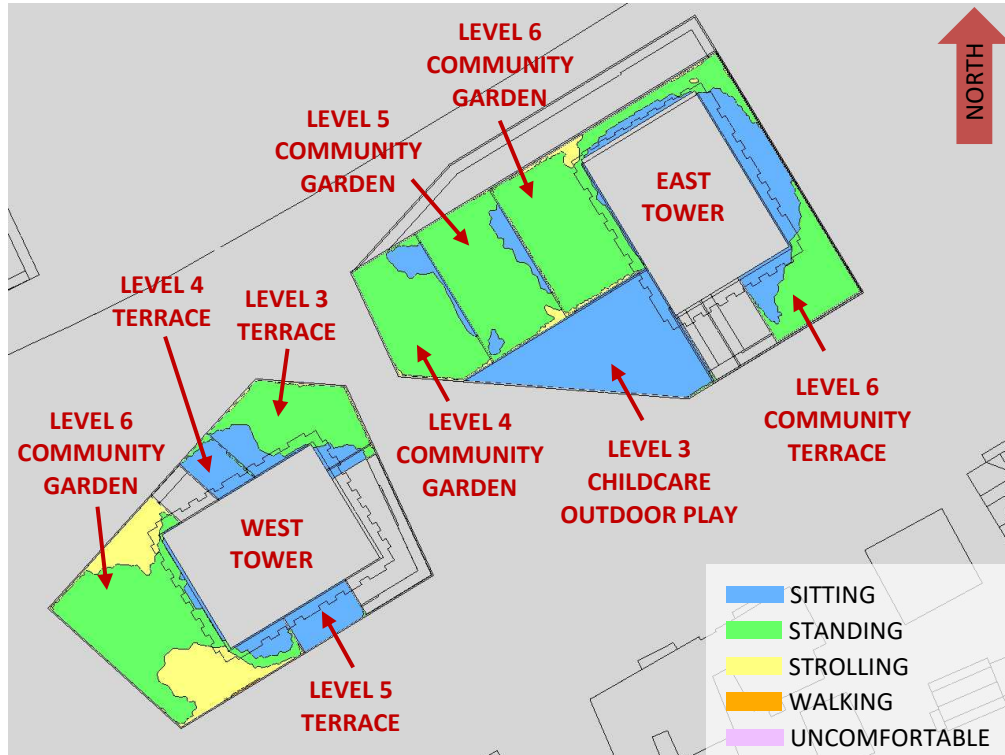 LEVEL 6
COMMUNITY
GARDEN
NORTH
LEVEL 5
COMMUNITY
GARDEN
EAST
TOWER
LEVEL 4
TERRACE
LEVEL 3
TERRACE
LEVEL 6
COMMUNITY
GARDEN
LEVEL 4
COMMUNITY
GARDEN
LEVEL 3
CHILDCARE
OUTDOOR PLAY
LEVEL 6
COMMUNITY
TERRACE
WEST
TOWER
LEVEL 5
TERRACE
SITTING
STANDING
STROLLING
WALKING
UNCOMFORTABLE